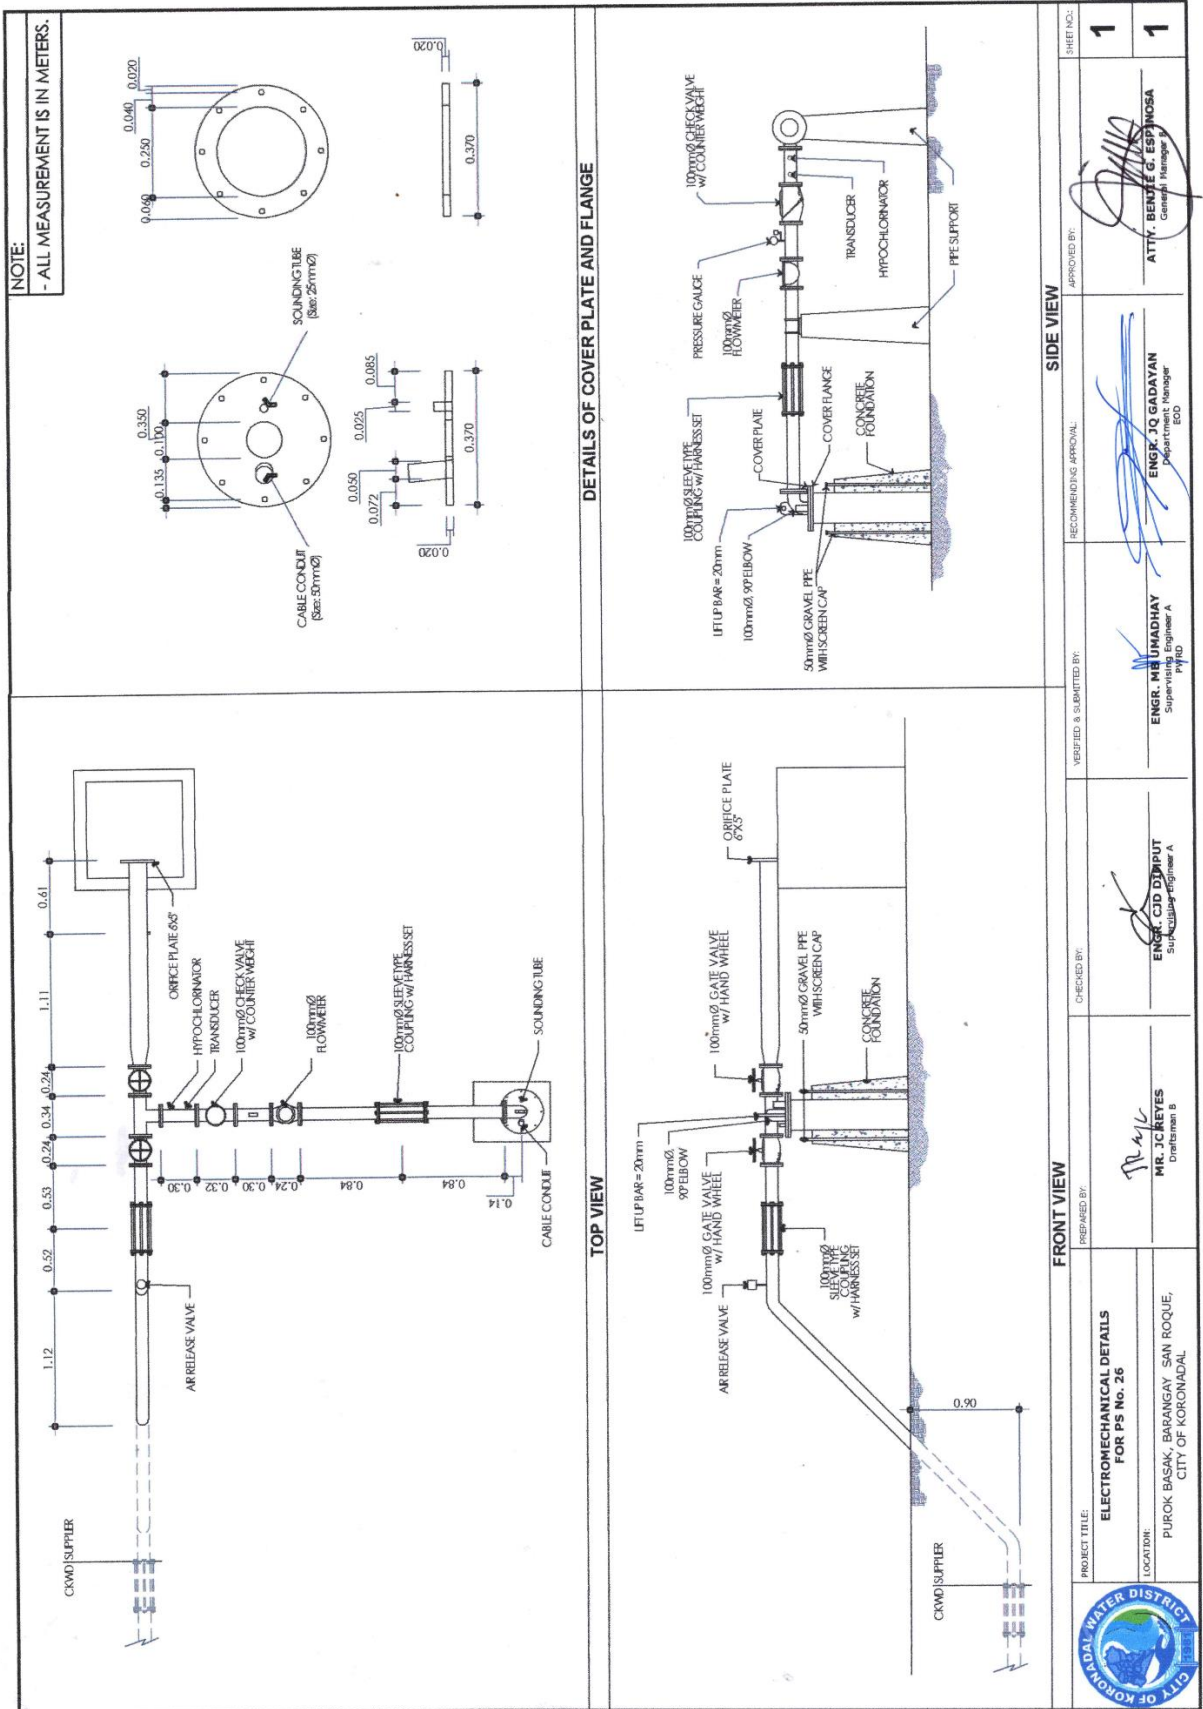 NOTE:
- ALL MEASUREMENT IS IN METERS.
CKWD SUPPLIER
1.12
0.52
0.53
0.24
0.34
0.24
1.11
0.61
AIR RELEASE VALVE
ORIFICE PLATE 6X5"
HYPOCHLORINATOR
TRANSDUCER
100mmØ CHECK VALVE
W/ COUNTER WEIGHT
100mmØ
FLOWMETER
100mmØ SLEEVE TYPE
COUPLING W/ HARNESS SET
SOUNDING TUBE
CABLE CONDUIT
0.30
0.32
0.30
0.24
0.84
0.84
0.14
TOP VIEW
CABLE CONDUIT
(Size: 50mmØ)
SOUNDING TUBE
(Size: 25mmØ)
0.350
0.135
0.100
0.020
0.072
0.050
0.025
0.085
0.370
0.060
0.250
0.040
0.020
0.020
0.370
DETAILS OF COVER PLATE AND FLANGE
CKWD SUPPLIER
0.90
AIR RELEASE VALVE
100mmØ
SLEEVE TYPE
COUPLING
W/ HARNESS SET
100mmØ GATE VALVE
W/ HAND WHEEL
100mmØ,
90º ELBOW
LIFT UP BAR = 20mm
100mmØ GATE VALVE
W/ HAND WHEEL
50mmØ GRAVEL PIPE
WITH SCREEN CAP
CONCRETE
FOUNDATION
ORIFICE PLATE
6"X5"
FRONT VIEW
50mmØ GRAVEL PIPE
WITH SCREEN CAP
100mmØ, 90º ELBOW
LIFT UP BAR = 20mm
100mmØ SLEEVE TYPE
COUPLING W/ HARNESS SET
COVER PLATE
COVER FLANGE
CONCRETE
FOUNDATION
PRESSURE GAUGE
100mmØ
FLOWMETER
100mmØ CHECK VALVE
W/ COUNTER WEIGHT
TRANSDUCER
HYPOCHLORINATOR
PIPE SUPPORT
SIDE VIEW
CITY OF KORONADAL WATER DISTRICT
PROJECT TITLE:
ELECTROMECHANICAL DETAILS
FOR PS No. 26
LOCATION:
PUROK BASAK, BARANGAY SAN ROQUE,
CITY OF KORONADAL
PREPARED BY:
MR. JC REYES
Draftsman B
CHECKED BY:
ENGR. CJD DIMPUT
Supervising Engineer A
VERIFIED & SUBMITTED BY:
ENGR. MB UMADHAY
Supervising Engineer A
PWRD
RECOMMENDING APPROVAL:
ENGR. JQ GADAYAN
Department Manager
EOD
APPROVED BY:
ATTY. BENJIE G. ESPINOSA
General Manager
SHEET NO.:
1
1